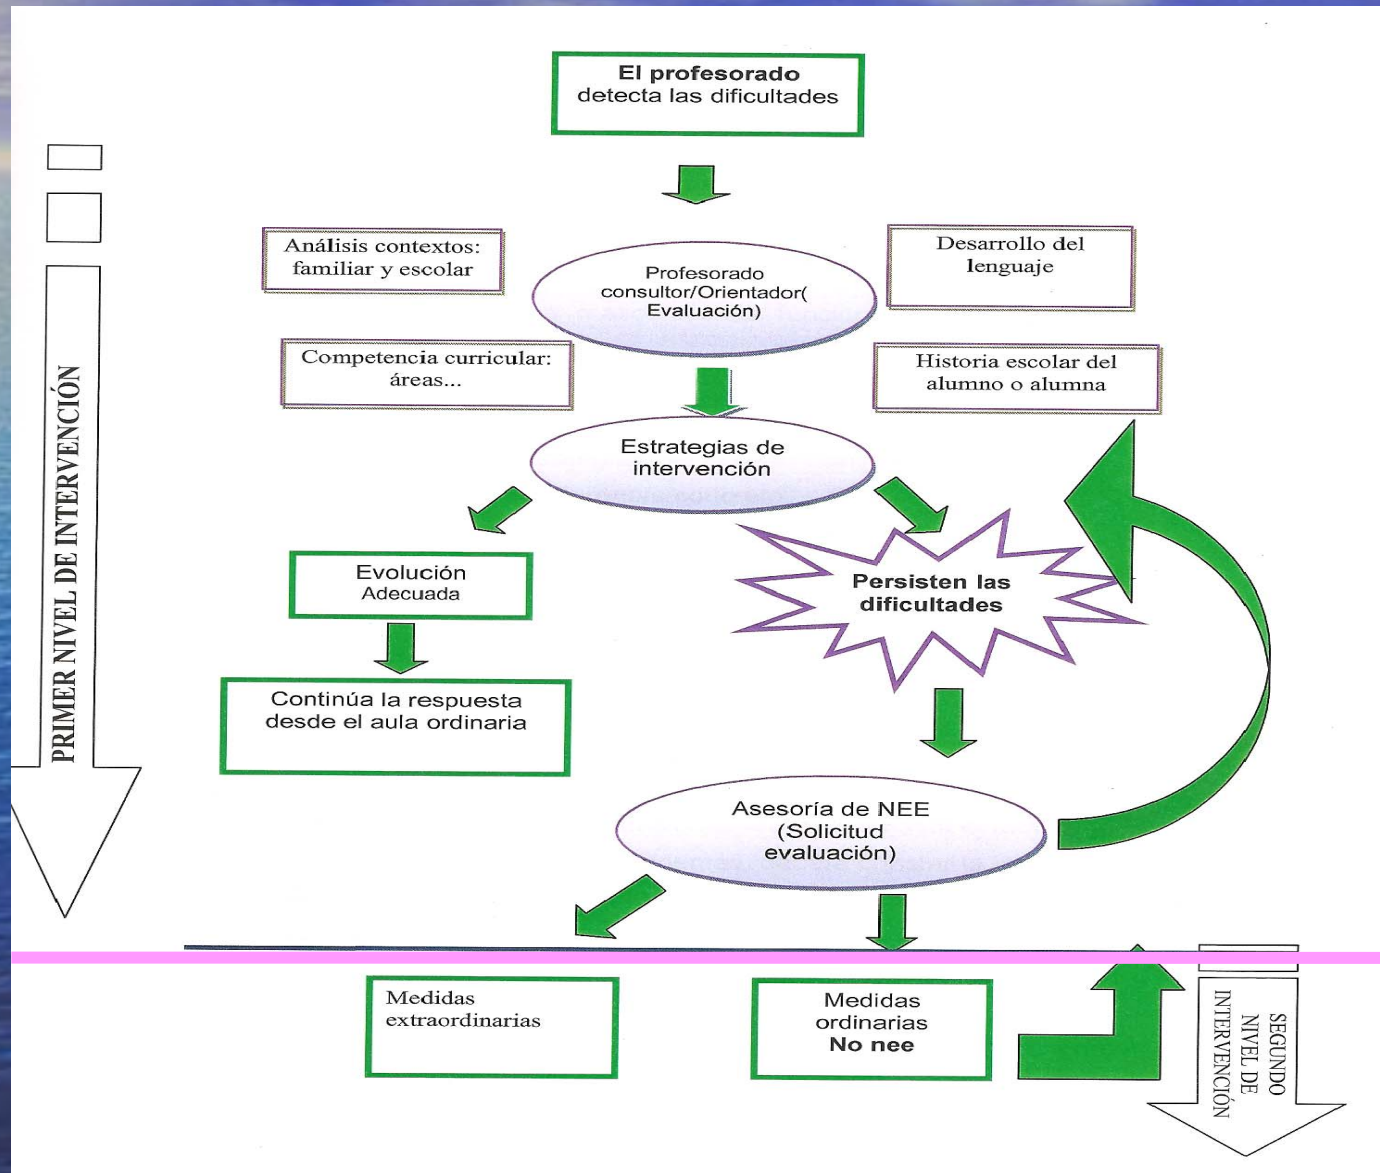 El profesorado
detecta las dificultades
Análisis contextos:
familiar y escolar
Profesorado
consultor/Orientador(
Evaluación)
Desarrollo del
lenguaje
Competencia curricular:
áreas...
Historia escolar del
alumno o alumna
Estrategias de
intervención
PRIMER NIVEL DE INTERVENCIÓN
Evolución
Adecuada
Persisten las
dificultades
Continúa la respuesta
desde el aula ordinaria
Asesoría de NEE
(Solicitud
evaluación)
Medidas
extraordinarias
Medidas
ordinarias
No nee
SEGUNDO
NIVEL DE
INTERVENCIÓN